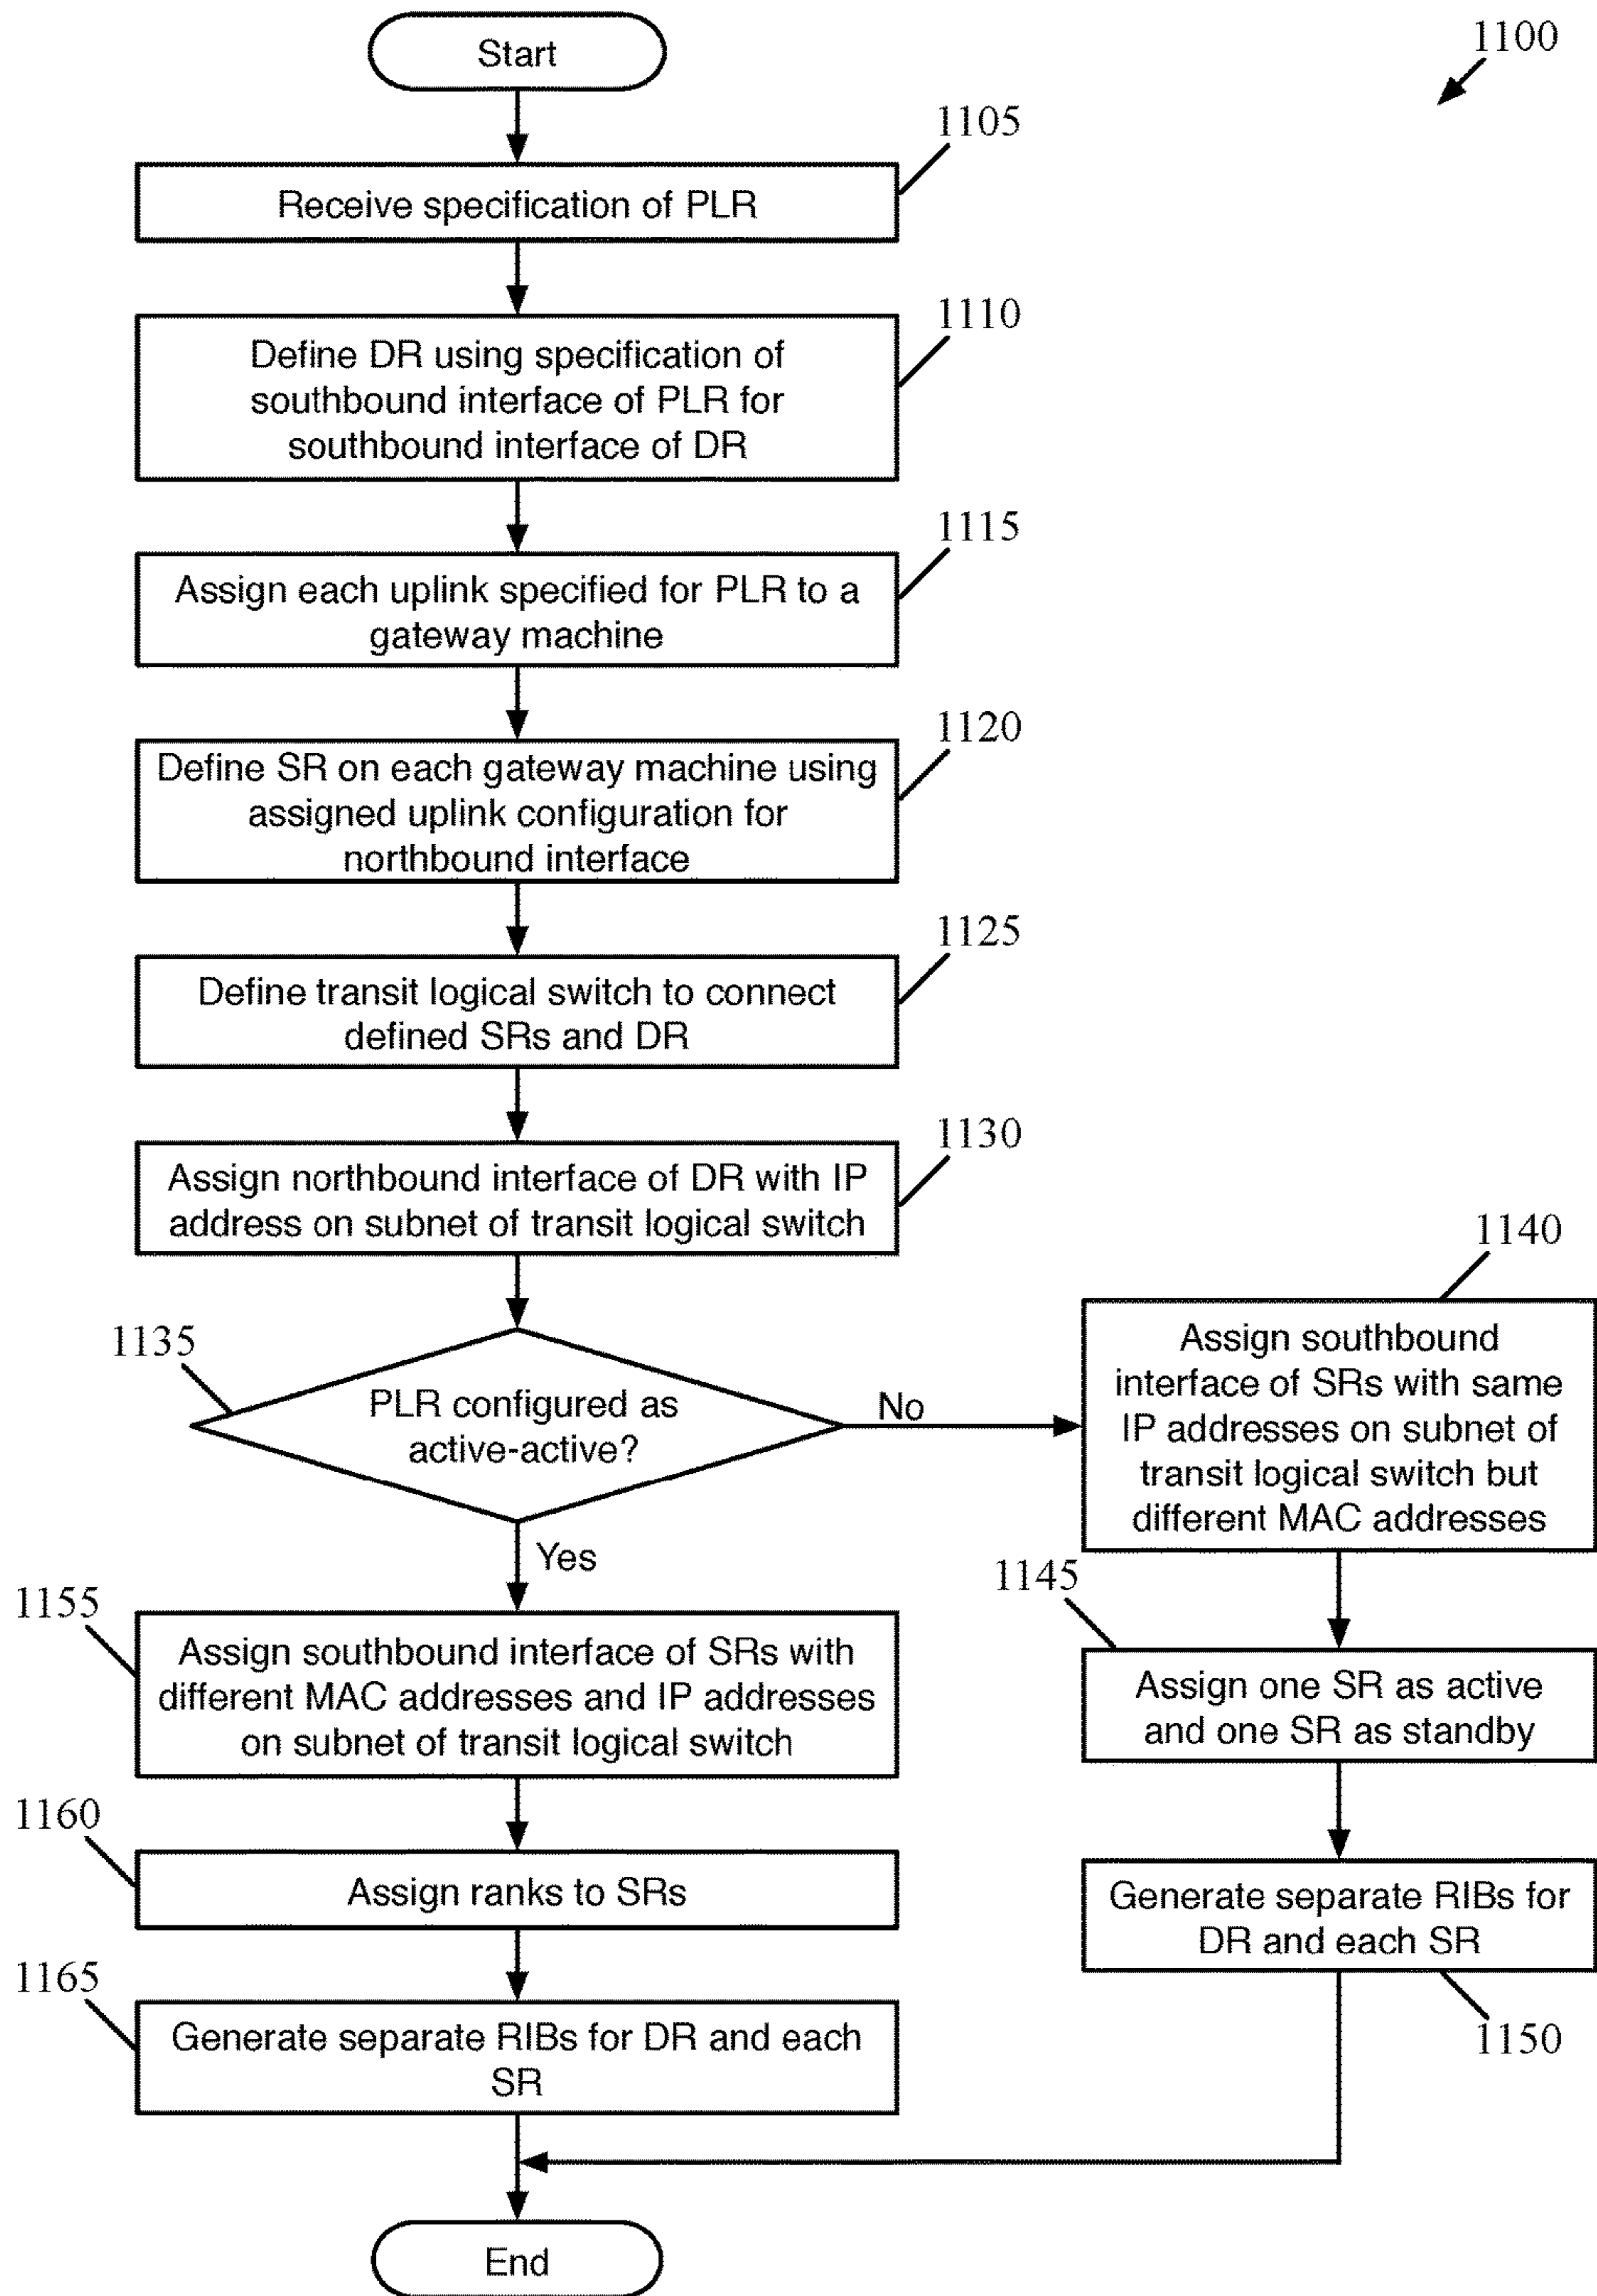 Start
1100
1105
Receive specification of PLR
1110
Define DR using specification of
southbound interface of PLR for
southbound interface of DR
1115
Assign each uplink specified for PLR to a
gateway machine
1120
Define SR on each gateway machine using
assigned uplink configuration for
northbound interface
1125
Define transit logical switch to connect
defined SRs and DR
1130
Assign northbound interface of DR with IP
address on subnet of transit logical switch
1135
PLR configured as
active-active?
No
1140
Assign southbound
interface of SRs with same
IP addresses on subnet of
transit logical switch but
different MAC addresses
Yes
1145
Assign one SR as active
and one SR as standby
1155
Assign southbound interface of SRs with
different MAC addresses and IP addresses
on subnet of transit logical switch
1160
Assign ranks to SRs
Generate separate RIBs for
DR and each SR
1150
1165
Generate separate RIBs for DR and each
SR
End